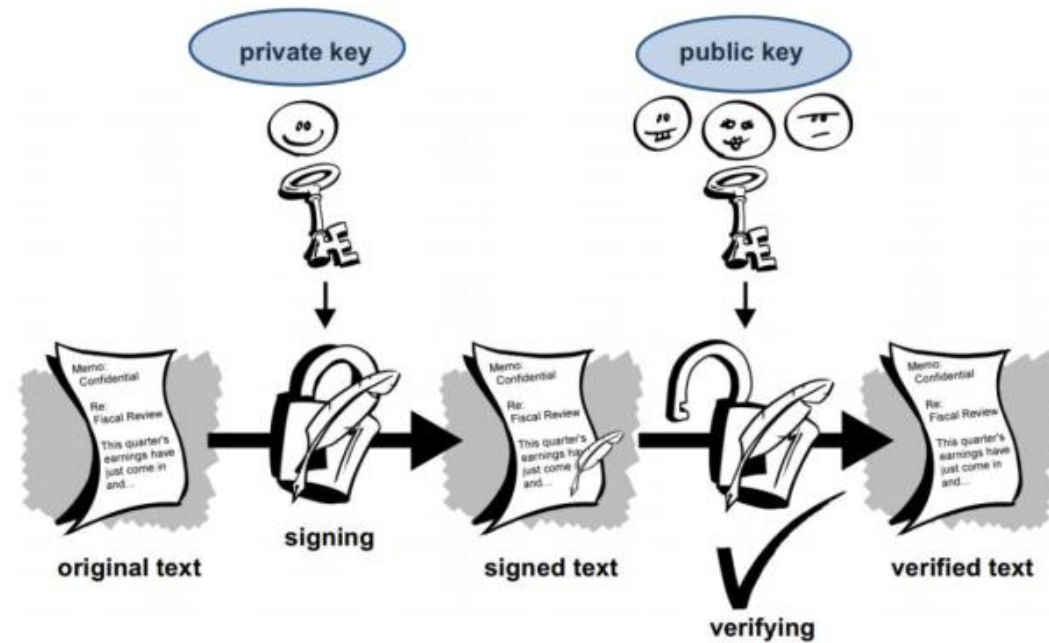 private key
public key
Memo:
Confidential
Re:
Fiscal Review
This quarter's
earnings have
just come in
and...
Memo:
Confidential
Re:
Fiscal Review
This quarter's
earnings have
just come in
and...
Memo:
Confidential
Re:
Fiscal Review
This quarter's
earnings have
just come in
and...
signing
original text
signed text
verified text
verifying